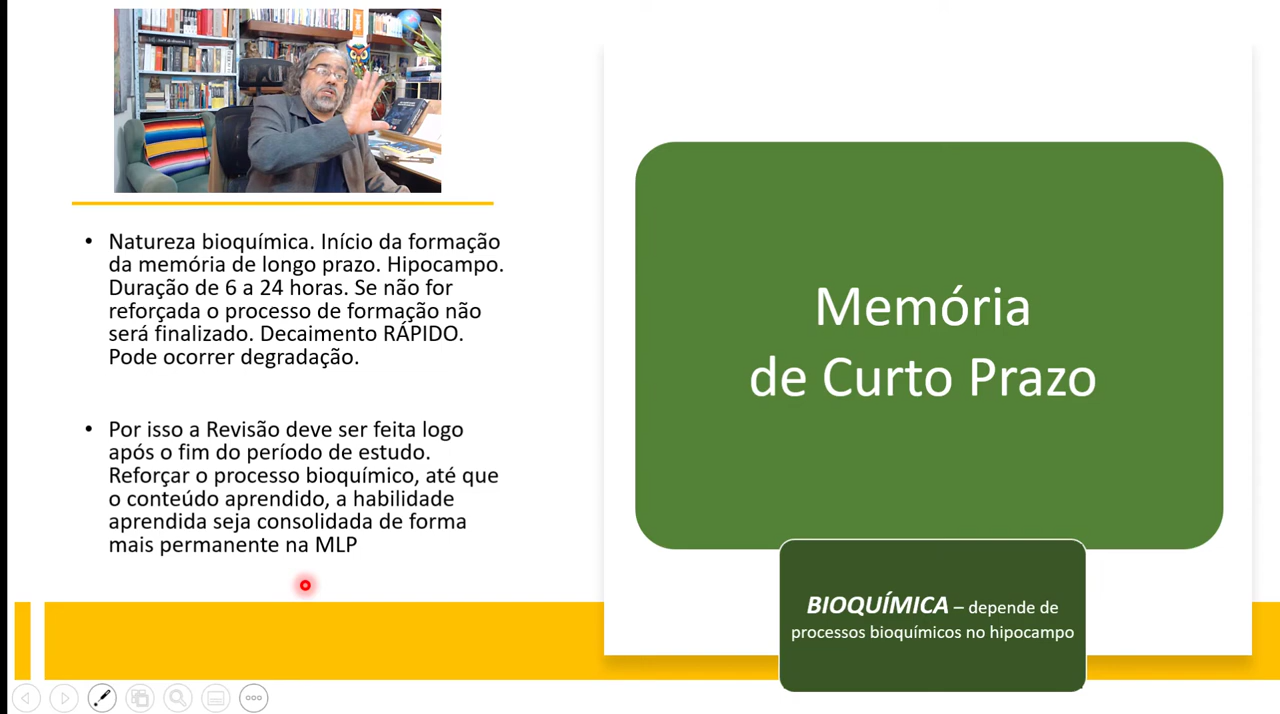 • Natureza bioquímica. Início da formação
da memória de longo prazo. Hipocampo.
Duração de 6 a 24 horas. Se não for
reforçada o processo de formação não
será finalizado. Decaimento RÁPIDO.
Pode ocorrer degradação.
• Por isso a Revisão deve ser feita logo
após o fim do período de estudo.
Reforçar o processo bioquímico, até que
o conteúdo aprendido, a habilidade
aprendida seja consolidada de forma
mais permanente na MLP
Memória
de Curto Prazo
BIOQUÍMICA – depende de
processos bioquímicos no hipocampo